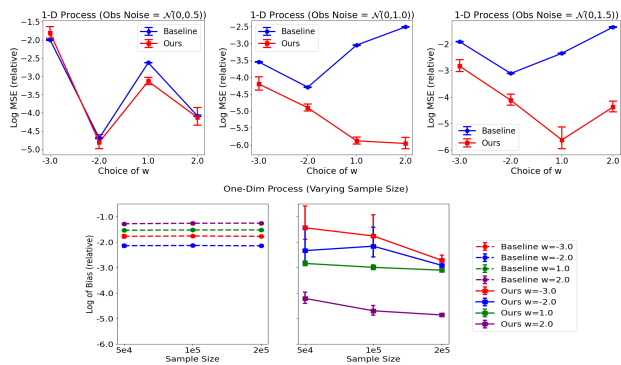 1-D Process (Obs Noise = 𝒩(0,0.5))
Log MSE (relative)
−2.0
−2.5
−3.0
−3.5
−4.0
−4.5
−5.0
-3.0 -2.0 1.0 2.0
Choice of w
Baseline
Ours
1-D Process (Obs Noise = 𝒩(0,1.0))
Log MSE (relative)
−2.5
−3.0
−3.5
−4.0
−4.5
−5.0
−5.5
−6.0
-3.0 -2.0 1.0 2.0
Choice of w
Baseline
Ours
1-D Process (Obs Noise = 𝒩(0,1.5))
Log MSE (relative)
−2
−3
−4
−5
−6
-3.0 -2.0 1.0 2.0
Choice of w
Baseline
Ours
One-Dim Process (Varying Sample Size)
Log of Bias (relative)
-1.0
-2.0
-3.0
-4.0
-5.0
-6.0
5e4 1e5 2e5
Sample Size
5e4 1e5 2e5
Sample Size
Baseline w=-3.0
Baseline w=-2.0
Baseline w=1.0
Baseline w=2.0
Ours w=-3.0
Ours w=-2.0
Ours w=1.0
Ours w=2.0